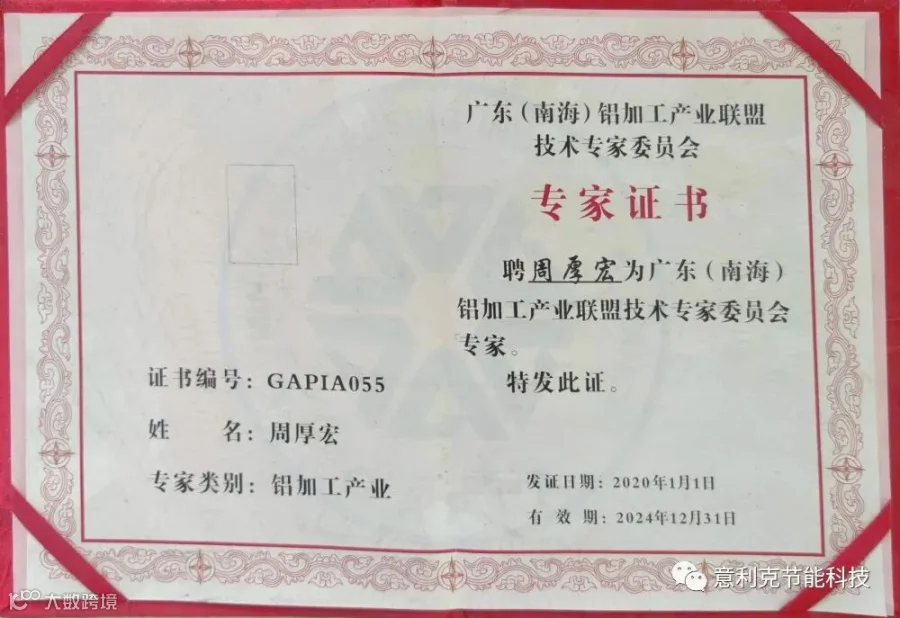 广东（南海）铝加工产业联盟
技术专家委员会
专家证书
聘周厚宏为广东（南海）
铝加工产业联盟技术专家委员会
专家。
特发此证。
证书编号：GAPIA055
姓　　名：周厚宏
专家类别：铝加工产业
发证日期：2020年1月1日
有 效 期：2024年12月31日
意利克节能科技
大数跨境